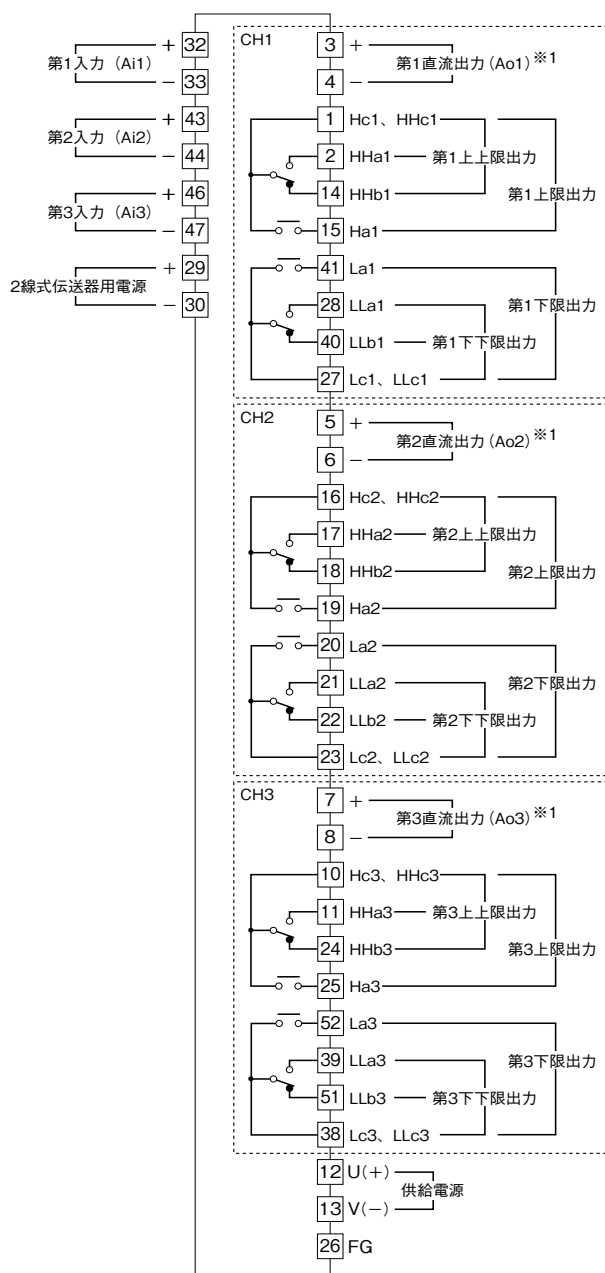 + 32
第1入力 (Ai1)
− 33
+ 43
第2入力 (Ai2)
− 44
+ 46
第3入力 (Ai3)
− 47
+ 29
2線式伝送器用電源
− 30
CH1
3 +
第1直流出力(Ao1)※1
4 −
1 Hc1、HHc1
2 HHa1 第1上上限出力
14 HHb1
第1上限出力
15 Ha1
41 La1
28 LLa1
第1下限出力
40 LLb1 第1下下限出力
27 Lc1、LLc1
CH2
5 +
第2直流出力(Ao2)※1
6 −
16 Hc2、HHc2
17 HHa2 第2上上限出力
18 HHb2
第2上限出力
19 Ha2
20 La2
21 LLa2
第2下限出力
22 LLb2 第2下下限出力
23 Lc2、LLc2
CH3
7 +
第3直流出力(Ao3)※1
8 −
10 Hc3、HHc3
11 HHa3 第3上上限出力
24 HHb3 第3上限出力
25 Ha3
52 La3
39 LLa3 第3下限出力
51 LLb3 第3下下限出力
38 Lc3、LLc3
12 U(+)
供給電源
13 V(−)
26 FG